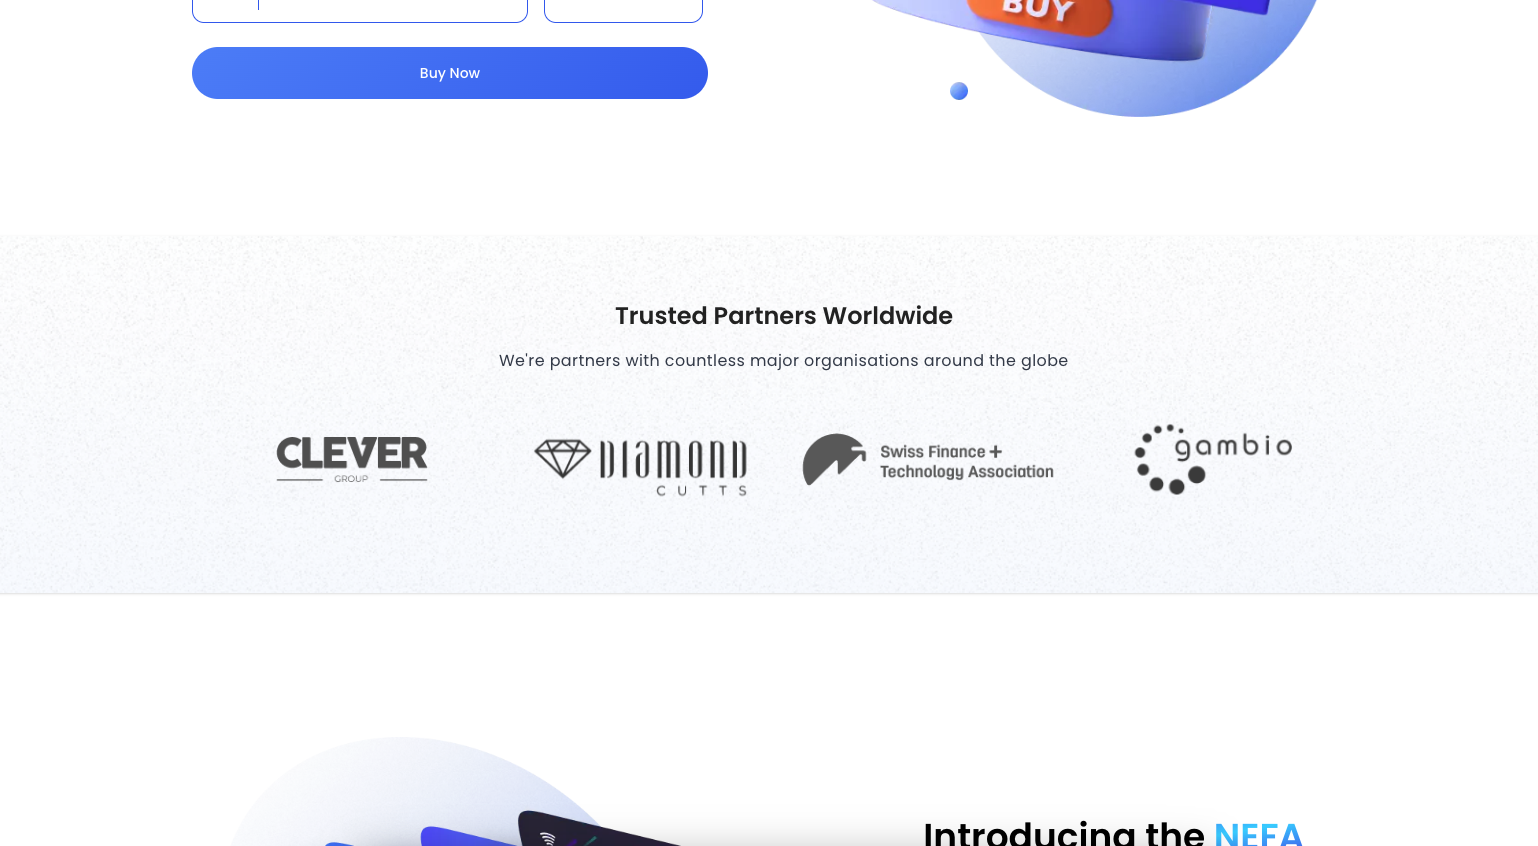 BUY
Buy Now
Trusted Partners Worldwide
We're partners with countless major organisations around the globe
CLEVER
GROUP
DIAMOND
CUTTS
Swiss Finance +
Technology Association
gambio
Introducing the NEFA